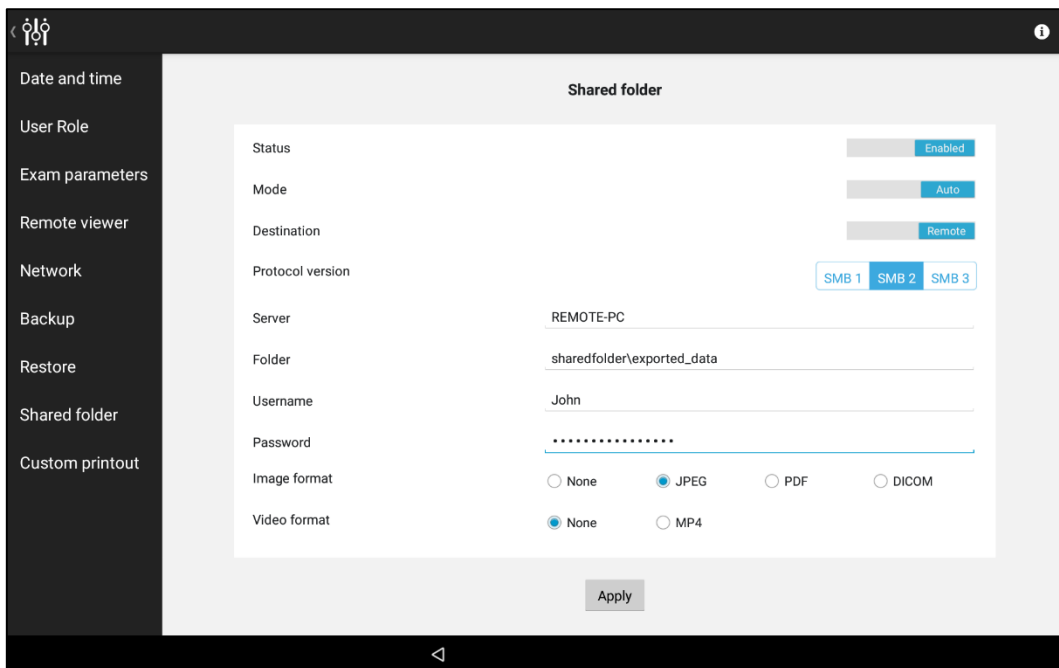 Date and time
User Role
Exam parameters
Remote viewer
Network
Backup
Restore
Shared folder
Custom printout
Shared folder
Status Enabled
Mode Auto
Destination Remote
Protocol version SMB 1 SMB 2 SMB 3
Server REMOTE-PC
Folder sharedfolder\exported_data
Username John
Password ••••••••••••••••
Image format None JPEG PDF DICOM
Video format None MP4
Apply